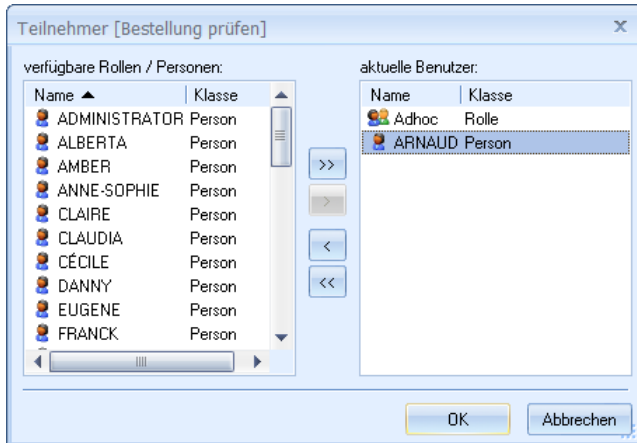 Teilnehmer [Bestellung prüfen]
verfügbare Rollen / Personen:
Name Klasse
ADMINISTRATOR Person
ALBERTA Person
AMBER Person
ANNE-SOPHIE Person
CLAIRE Person
CLAUDIA Person
CÉCILE Person
DANNY Person
EUGENE Person
FRANCK Person
>>
>
<
<<
aktuelle Benutzer:
Name Klasse
Adhoc Rolle
ARNAUD Person
OK Abbrechen